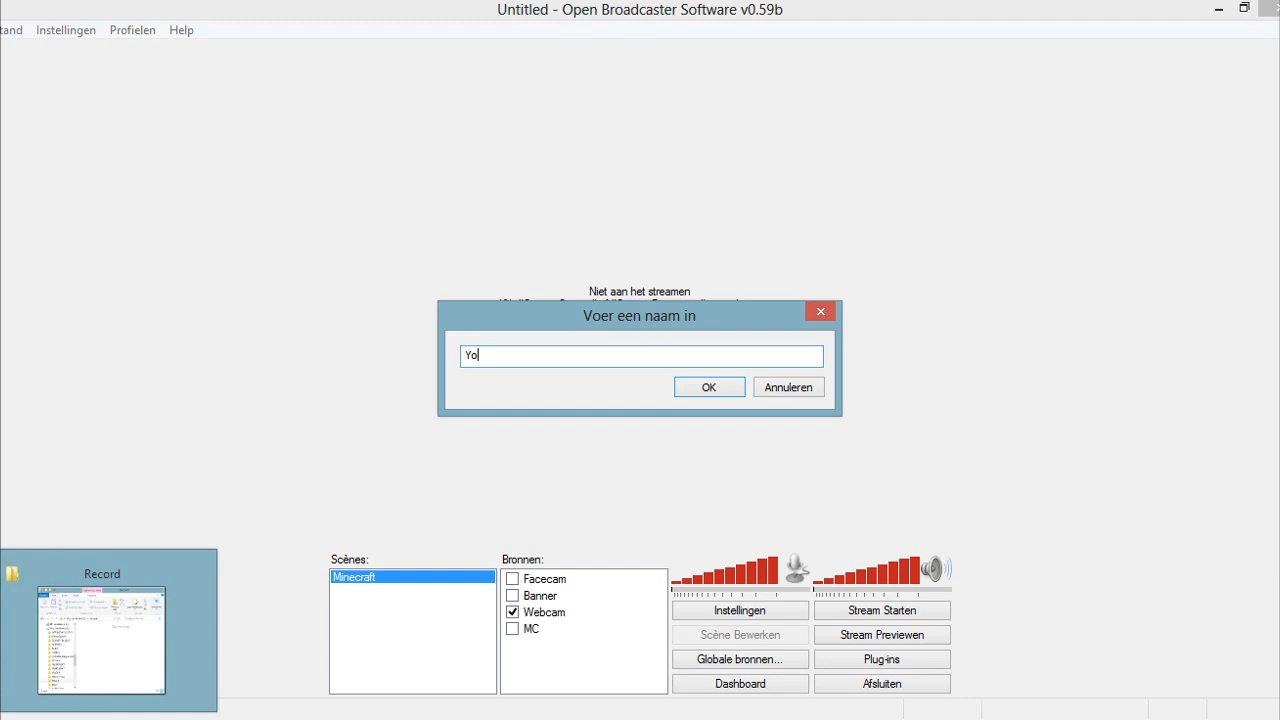 Untitled - Open Broadcaster Software v0.59b
tand Instellingen Profielen Help
Niet aan het streamen
Voer een naam in
Yo
OK Annuleren
Scènes:
Minecraft
Bronnen:
Facecam
Banner
Webcam
MC
Instellingen Stream Starten
Scène Bewerken Stream Previewen
Globale bronnen... Plug-ins
Dashboard Afsluiten
Record